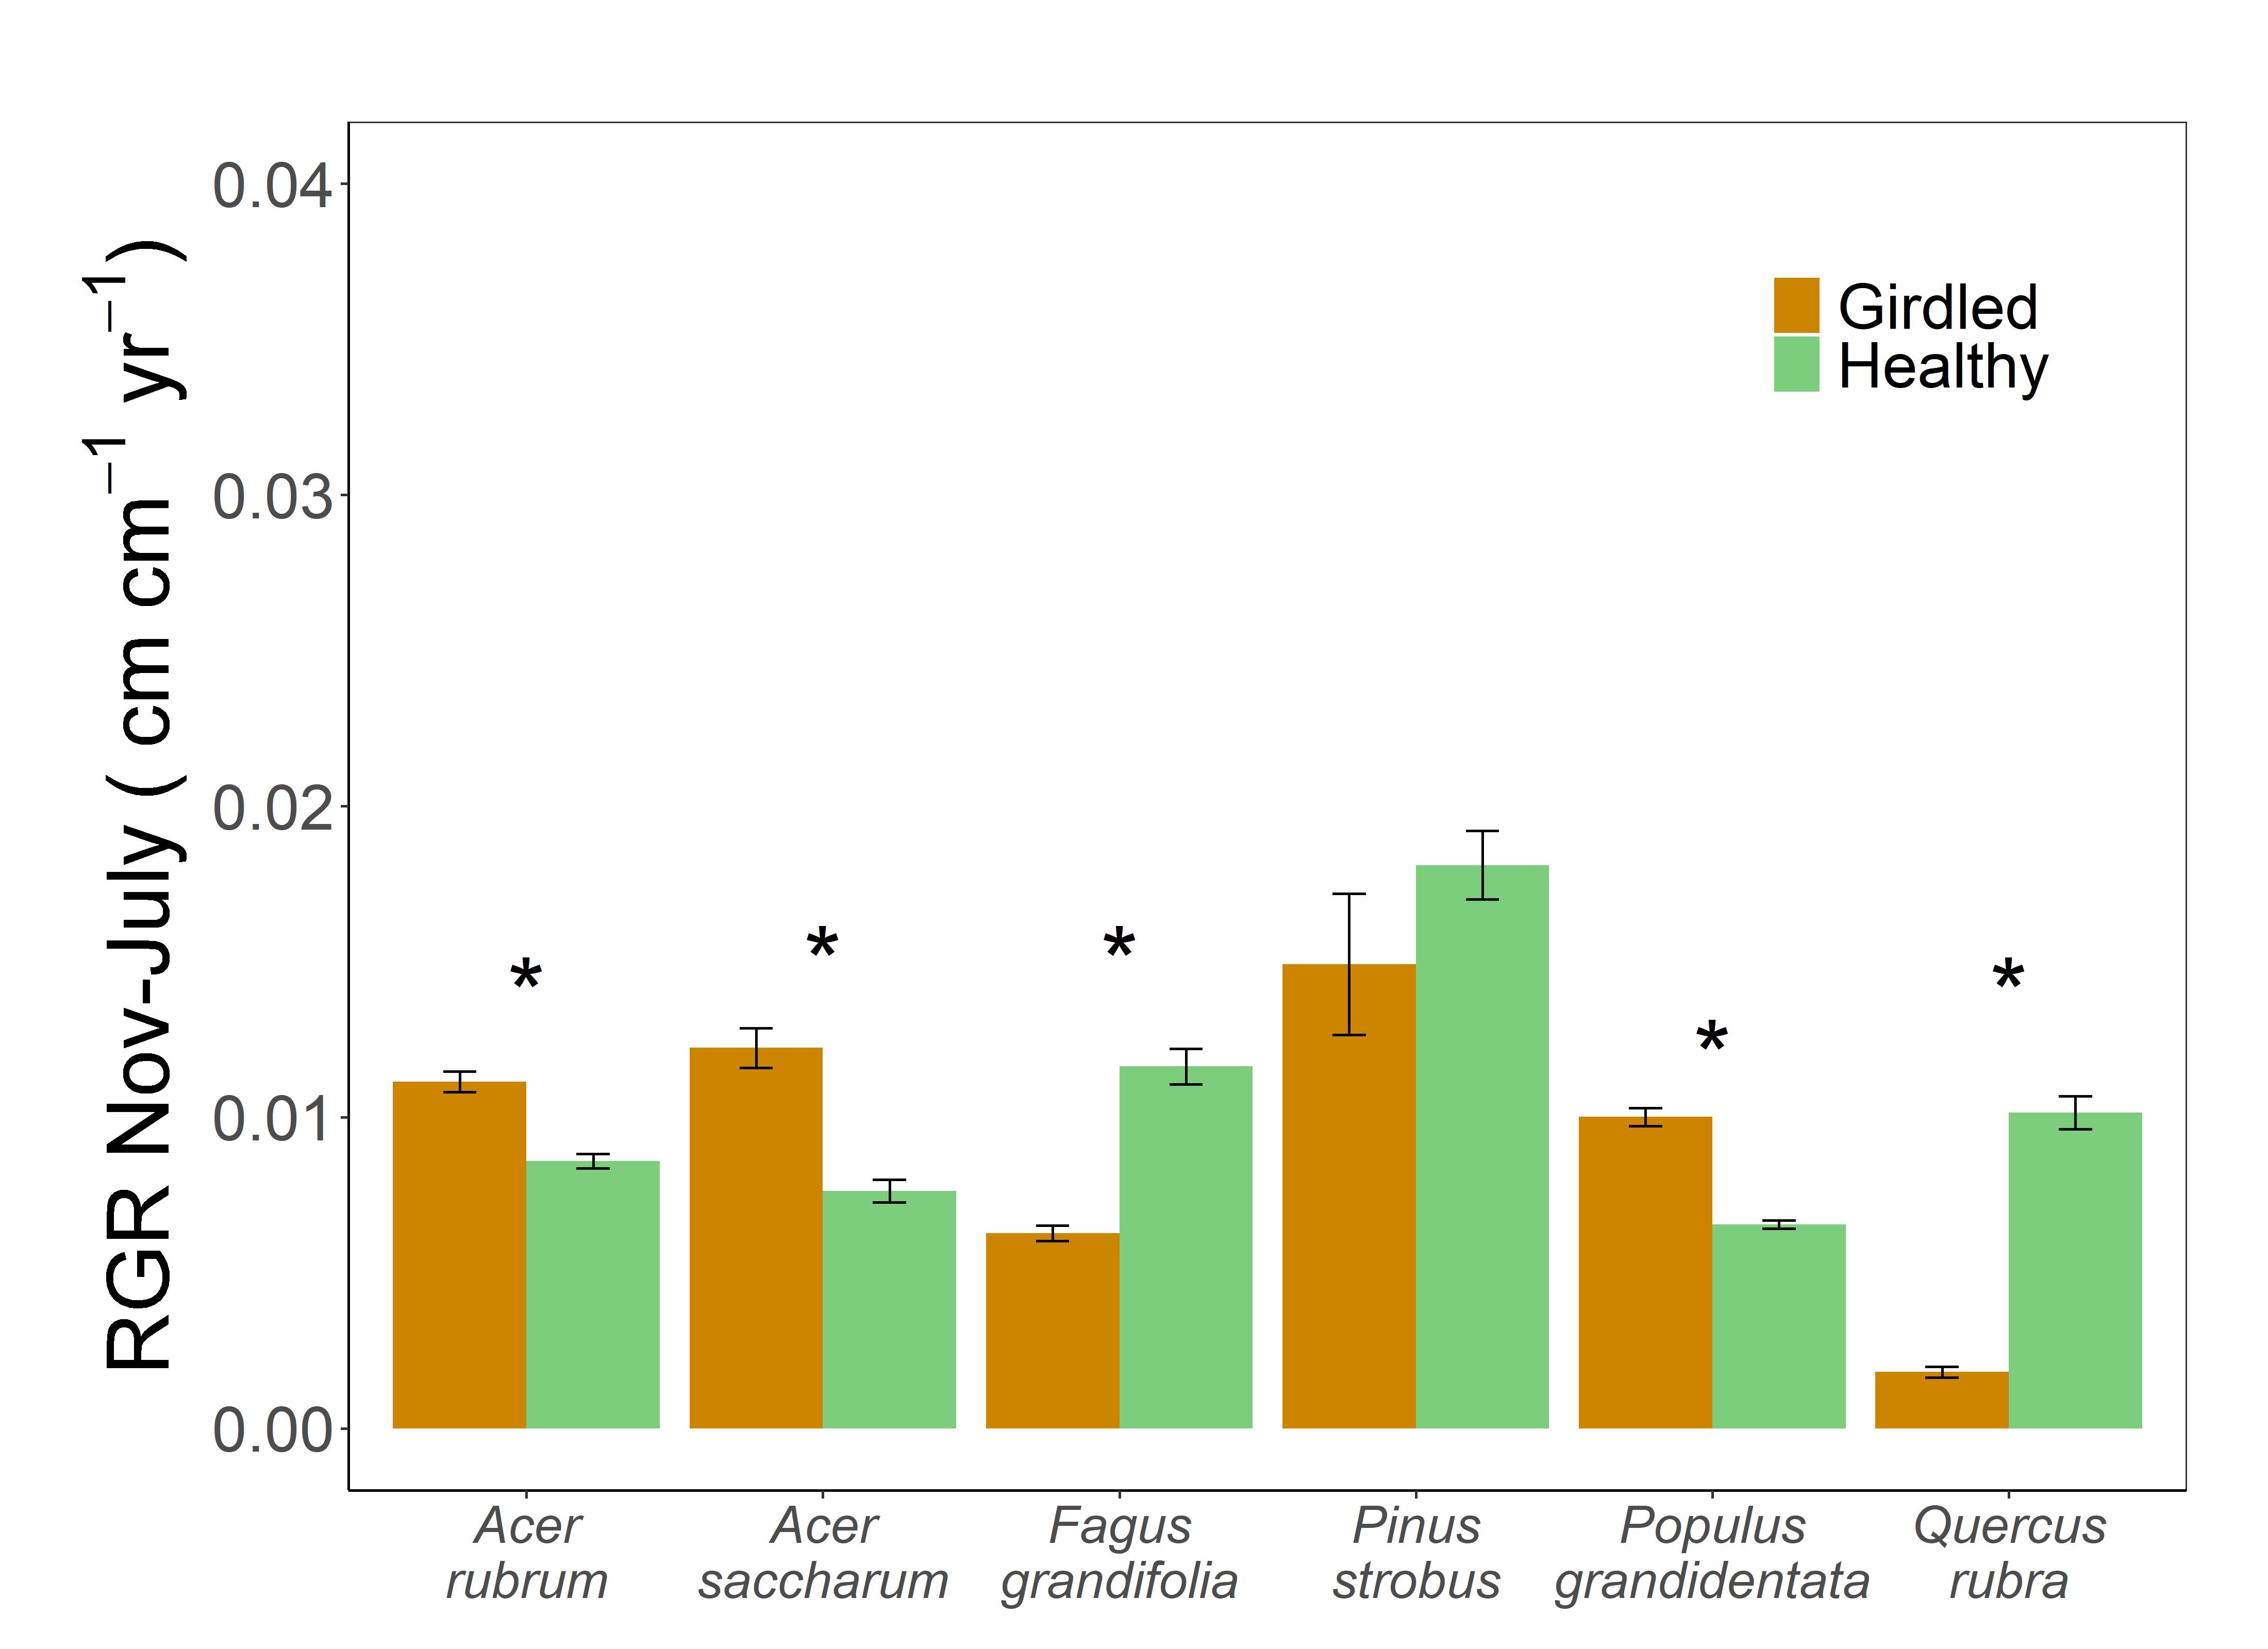 RGR Nov-July ( cm cm⁻¹ yr⁻¹)
0.04
0.03
0.02
0.01
0.00
Girdled
Healthy
*
*
*
*
*
Acer rubrum
Acer saccharum
Fagus grandifolia
Pinus strobus
Populus grandidentata
Quercus rubra